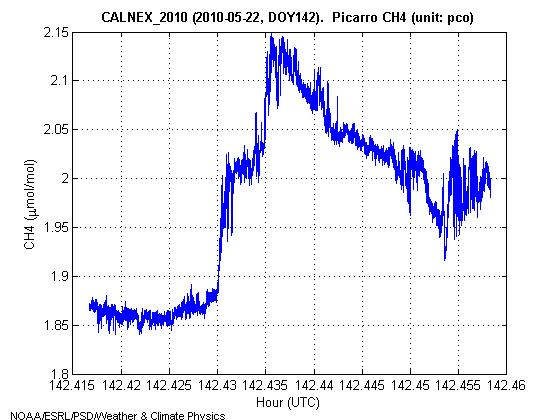 CALNEX_2010 (2010-05-22, DOY142).  Picarro CH4 (unit: pco)
2.15
2.1
2.05
2
1.95
1.9
1.85
1.8
CH4 (µmol/mol)
142.415 142.42 142.425 142.43 142.435 142.44 142.445 142.45 142.455 142.46
Hour (UTC)
NOAA/ESRL/PSD/Weather & Climate Physics